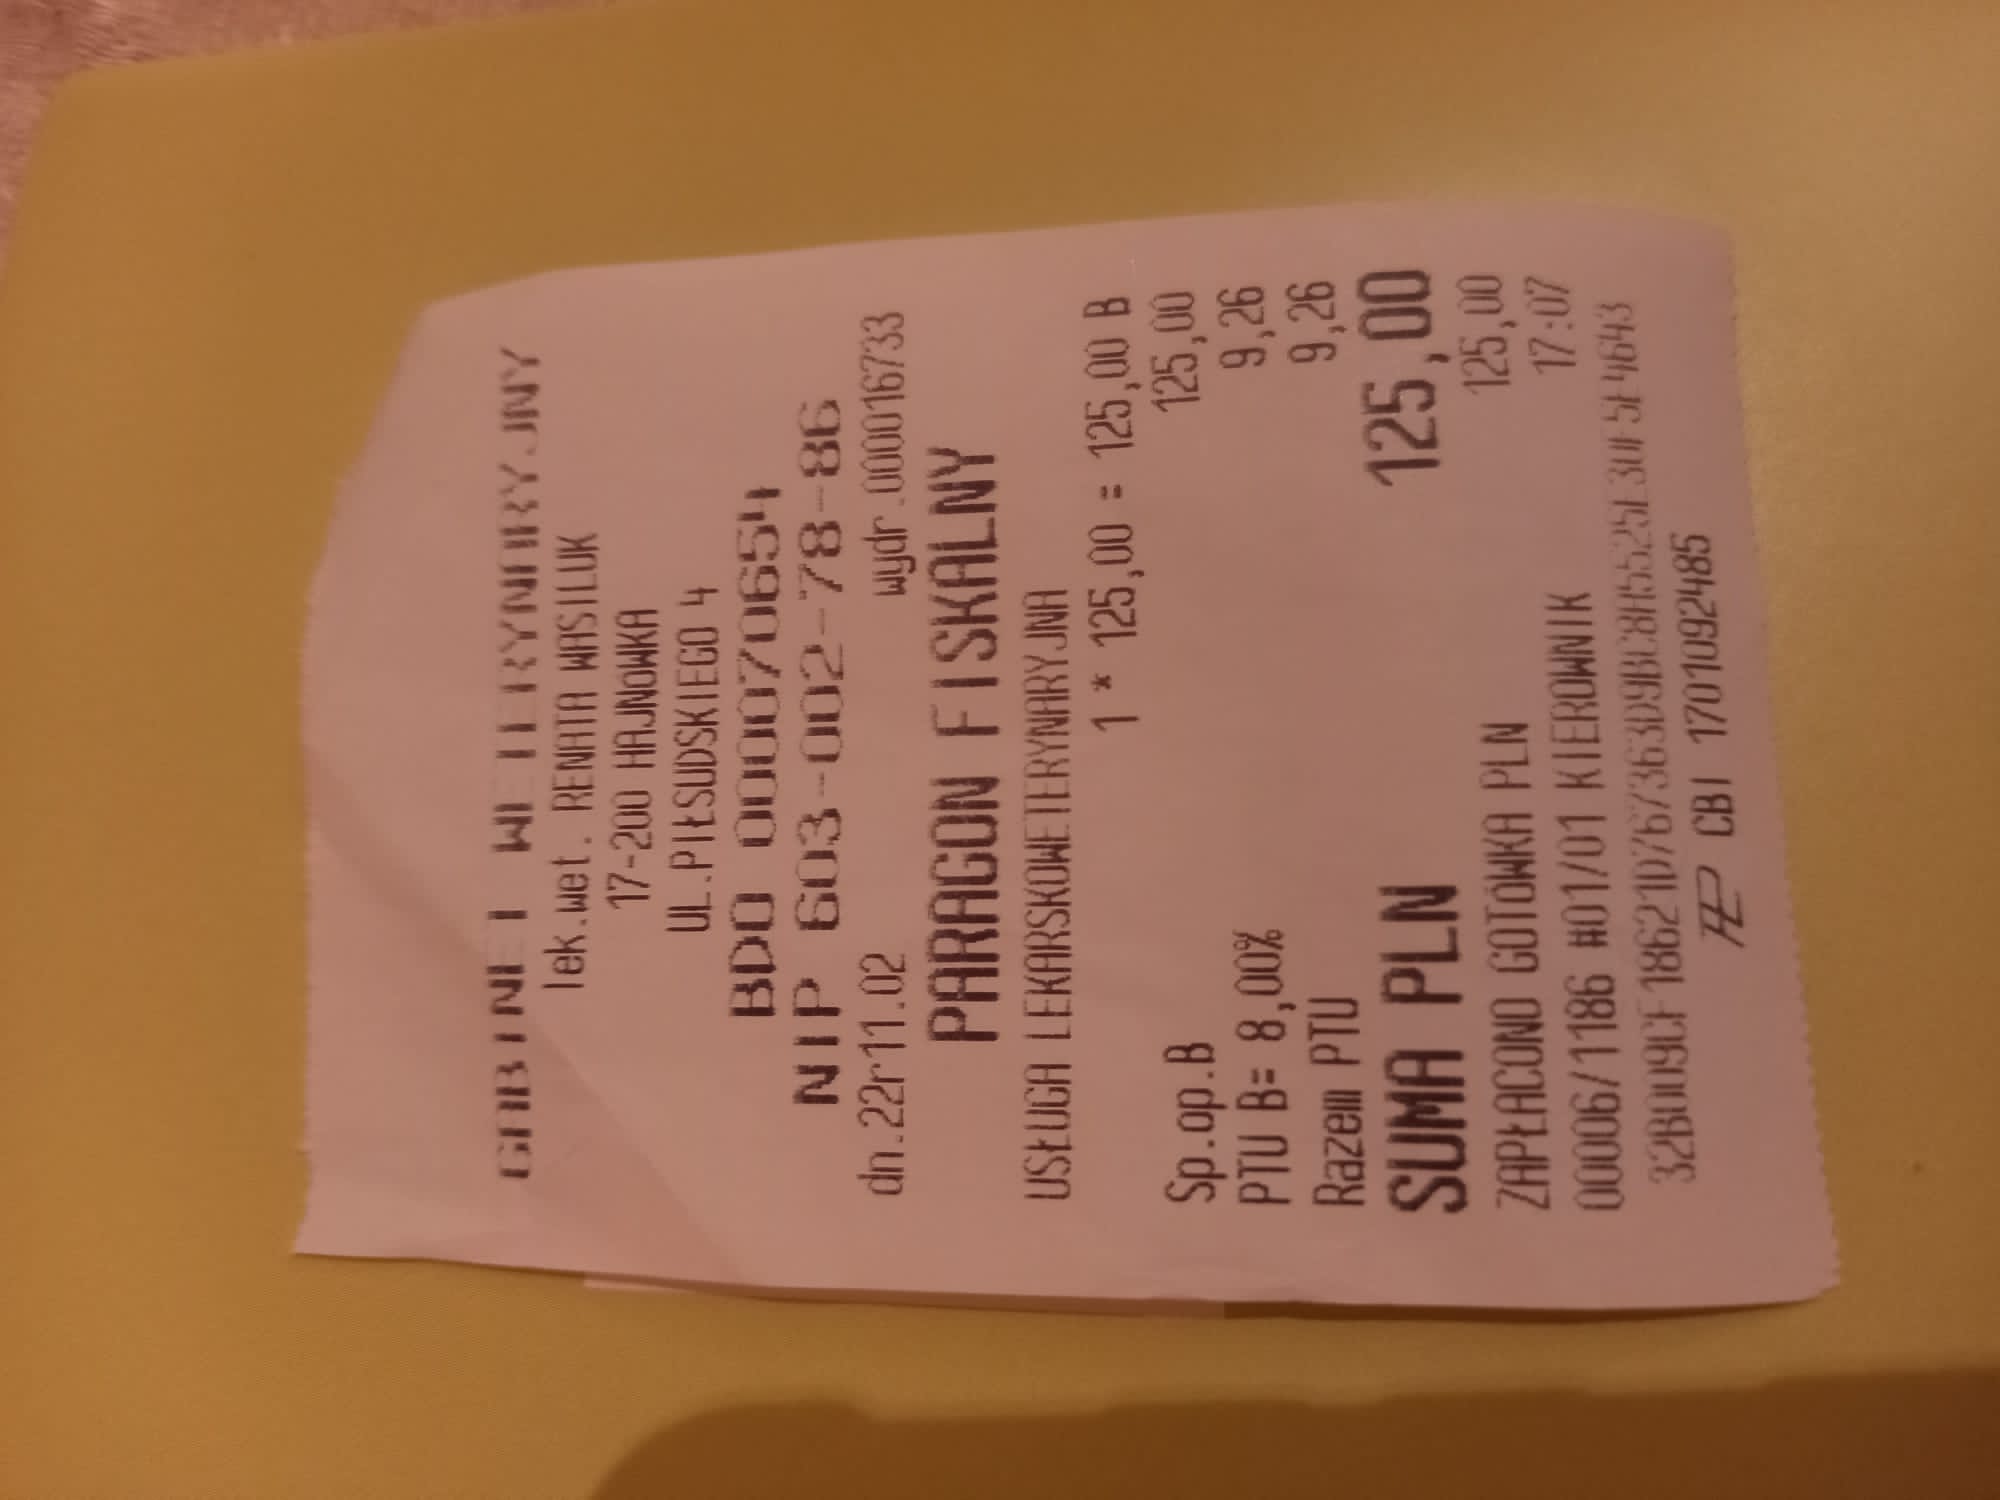 GABINET WETERYNARYJNY
lek.wet. RENATA WASILUK
17-200 HAJNÓWKA
UL.PIŁSUDSKIEGO 4
BDO 000070654
NIP 603-002-78-86
dn.22r11.02 wydr.000016733
PARAGON FISKALNY
USŁUGA LEKARSKOWETERYNARYJNA
1 * 125,00 = 125,00 B
Sp.op.B 125,00
PTU B= 8,00% 9,26
Razem PTU 9,26
SUMA PLN 125,00
ZAPŁACONO GOTÓWKA PLN 125,00
00006/1186 #01/01 KIEROWNIK 17:07
CBI 1701092485